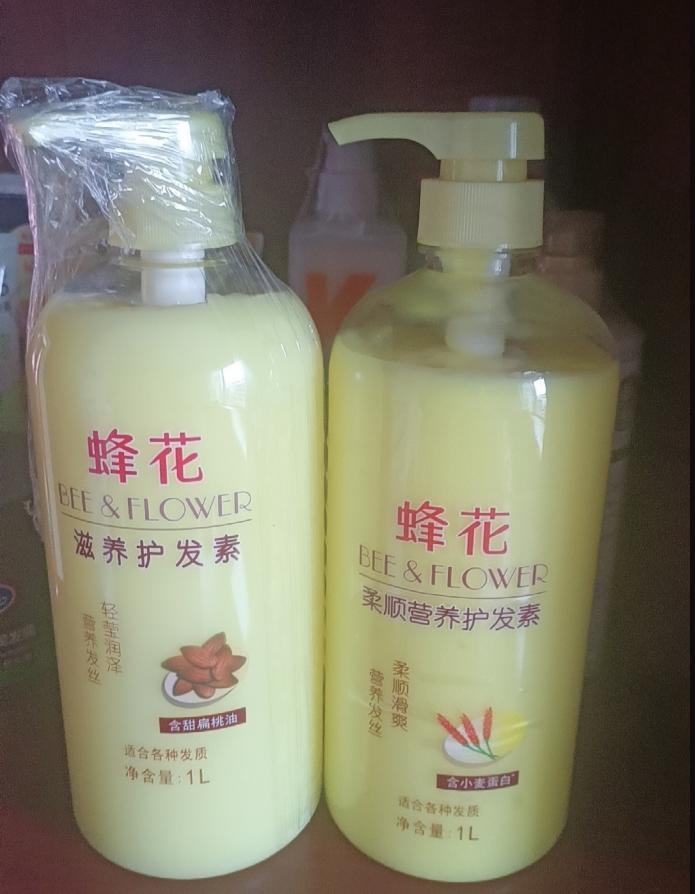 蜂花
BEE & FLOWER
滋养护发素
轻莹润泽
营养发丝
含甜扁桃油
适合各种发质
净含量:1L
蜂花
BEE & FLOWER
柔顺营养护发素
柔顺滑爽
营养发丝
含小麦蛋白
适合各种发质
净含量:1L